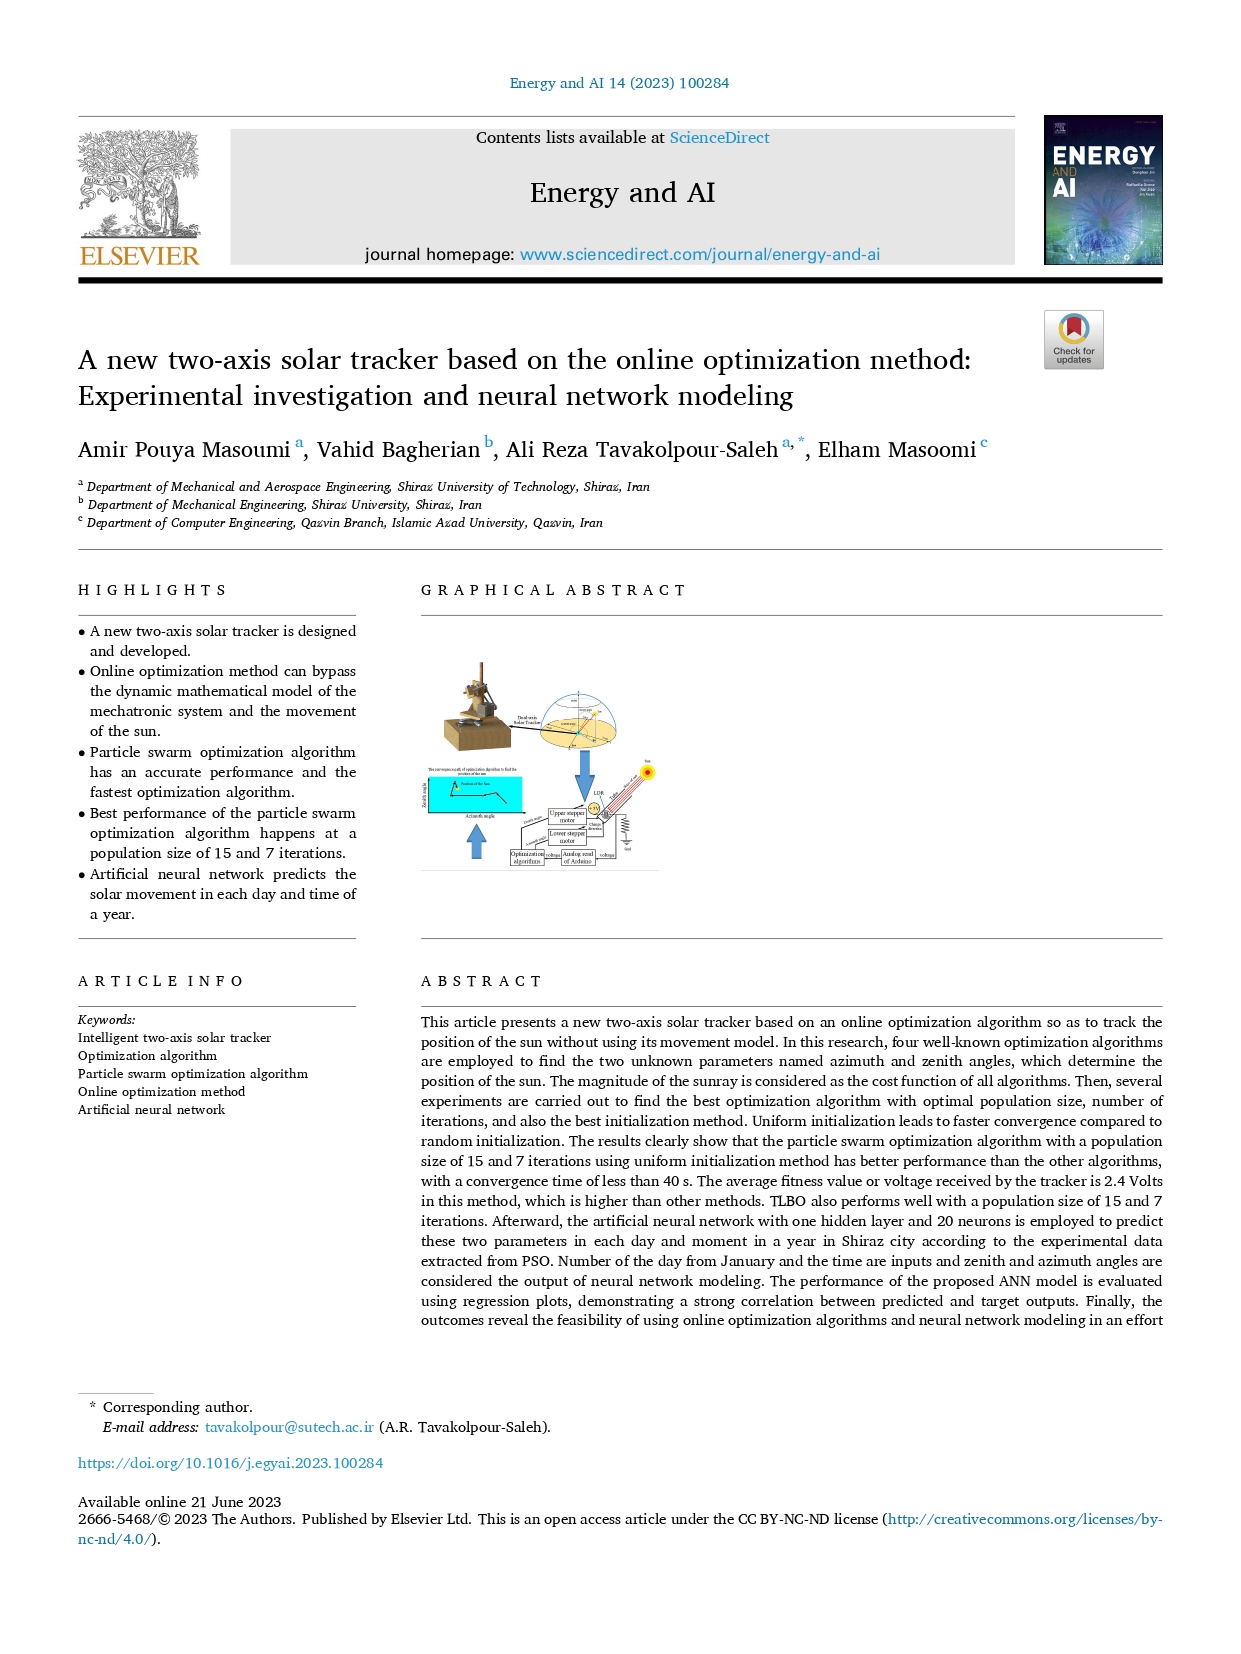 Energy and AI 14 (2023) 100284
Contents lists available at ScienceDirect
Energy and AI
journal homepage: www.sciencedirect.com/journal/energy-and-ai
ELSEVIER
ENERGY
AND
AI
Check for
updates
A new two-axis solar tracker based on the online optimization method:
Experimental investigation and neural network modeling
Amir Pouya Masoumi a, Vahid Bagherian b, Ali Reza Tavakolpour-Saleh a,*, Elham Masoomi c
a Department of Mechanical and Aerospace Engineering, Shiraz University of Technology, Shiraz, Iran
b Department of Mechanical Engineering, Shiraz University, Shiraz, Iran
c Department of Computer Engineering, Qazvin Branch, Islamic Azad University, Qazvin, Iran
HIGHLIGHTS
• A new two-axis solar tracker is designed
and developed.
• Online optimization method can bypass
the dynamic mathematical model of the
mechatronic system and the movement
of the sun.
• Particle swarm optimization algorithm
has an accurate performance and the
fastest optimization algorithm.
• Best performance of the particle swarm
optimization algorithm happens at a
population size of 15 and 7 iterations.
• Artificial neural network predicts the
solar movement in each day and time of
a year.
GRAPHICAL ABSTRACT
Dual-axis
Solar Tracker
The convergence path of optimization algorithm to find the
position of the sun
Position of the Sun
Zenith angle
Azimuth angle
Sun
LDR
Tube
+ 5V
Upper stepper
motor
Lower stepper
motor
Change
direction
Optimization
algorithms
voltage
Analog read
of Arduino
voltage
Gnd
ARTICLE INFO
Keywords:
Intelligent two-axis solar tracker
Optimization algorithm
Particle swarm optimization algorithm
Online optimization method
Artificial neural network
ABSTRACT
This article presents a new two-axis solar tracker based on an online optimization algorithm so as to track the
position of the sun without using its movement model. In this research, four well-known optimization algorithms
are employed to find the two unknown parameters named azimuth and zenith angles, which determine the
position of the sun. The magnitude of the sunray is considered as the cost function of all algorithms. Then, several
experiments are carried out to find the best optimization algorithm with optimal population size, number of
iterations, and also the best initialization method. Uniform initialization leads to faster convergence compared to
random initialization. The results clearly show that the particle swarm optimization algorithm with a population
size of 15 and 7 iterations using uniform initialization method has better performance than the other algorithms,
with a convergence time of less than 40 s. The average fitness value or voltage received by the tracker is 2.4 Volts
in this method, which is higher than other methods. TLBO also performs well with a population size of 15 and 7
iterations. Afterward, the artificial neural network with one hidden layer and 20 neurons is employed to predict
these two parameters in each day and moment in a year in Shiraz city according to the experimental data
extracted from PSO. Number of the day from January and the time are inputs and zenith and azimuth angles are
considered the output of neural network modeling. The performance of the proposed ANN model is evaluated
using regression plots, demonstrating a strong correlation between predicted and target outputs. Finally, the
outcomes reveal the feasibility of using online optimization algorithms and neural network modeling in an effort
* Corresponding author.
E-mail address: tavakolpour@sutech.ac.ir (A.R. Tavakolpour-Saleh).
https://doi.org/10.1016/j.egyai.2023.100284
Available online 21 June 2023
2666-5468/© 2023 The Authors. Published by Elsevier Ltd. This is an open access article under the CC BY-NC-ND license (http://creativecommons.org/licenses/by-
nc-nd/4.0/).